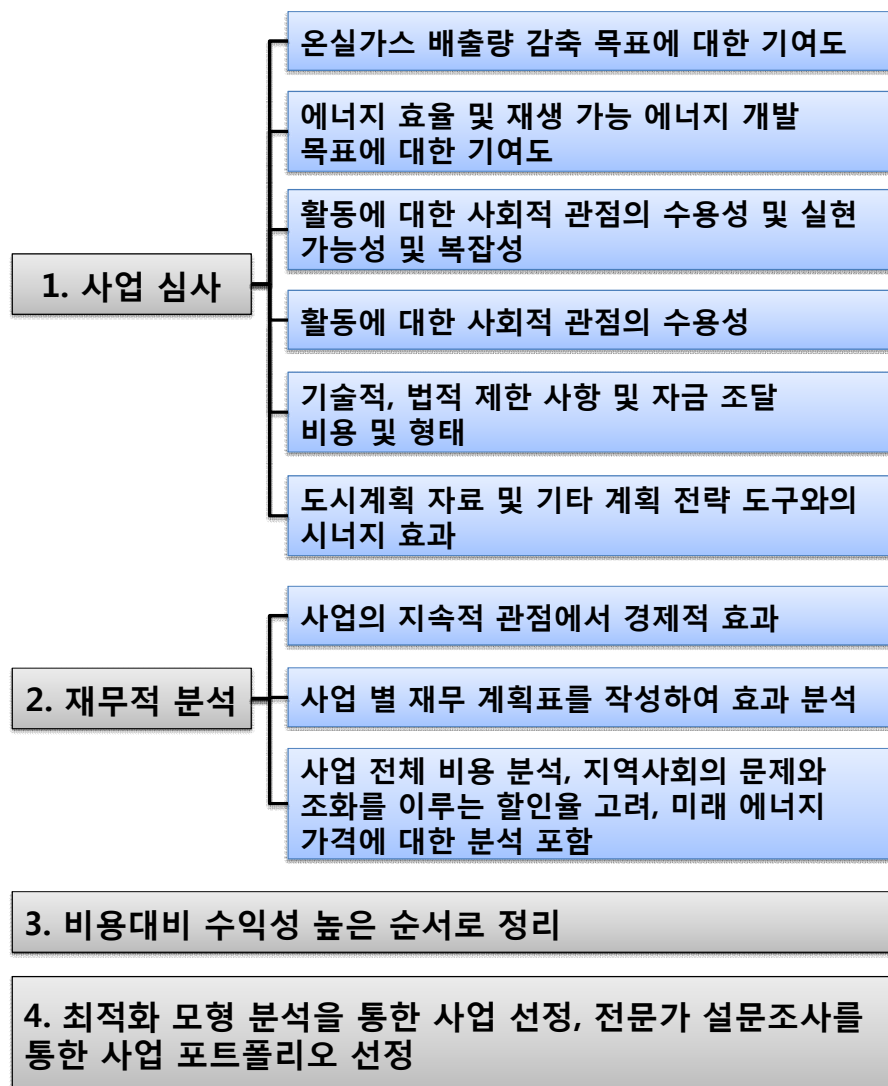 온실가스 배출량 감축 목표에 대한 기여도
에너지 효율 및 재생 가능 에너지 개발
목표에 대한 기여도
활동에 대한 사회적 관점의 수용성 및 실현
가능성 및 복잡성
1. 사업 심사
활동에 대한 사회적 관점의 수용성
기술적, 법적 제한 사항 및 자금 조달
비용 및 형태
도시계획 자료 및 기타 계획 전략 도구와의
시너지 효과
사업의 지속적 관점에서 경제적 효과
2. 재무적 분석
사업 별 재무 계획표를 작성하여 효과 분석
사업 전체 비용 분석, 지역사회의 문제와
조화를 이루는 할인율 고려, 미래 에너지
가격에 대한 분석 포함
3. 비용대비 수익성 높은 순서로 정리
4. 최적화 모형 분석을 통한 사업 선정, 전문가 설문조사를
통한 사업 포트폴리오 선정